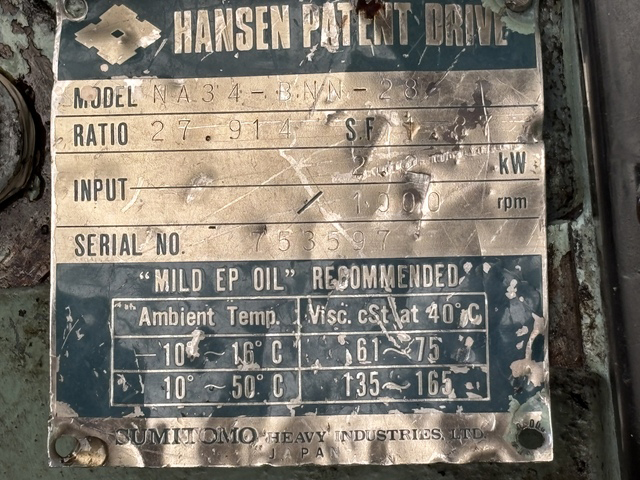 HANSEN PATENT DRIVE
MODEL NA34-BNN-28
RATIO 27.914 S.F
kW
INPUT
1000 rpm
SERIAL NO. 753597
"MILD EP OIL" RECOMMENDED
Ambient Temp. Visc. cSt at 40°C
-10°~16°C 61~75
10°~50°C 135~165
SUMITOMO HEAVY INDUSTRIES, LTD.
JAPAN